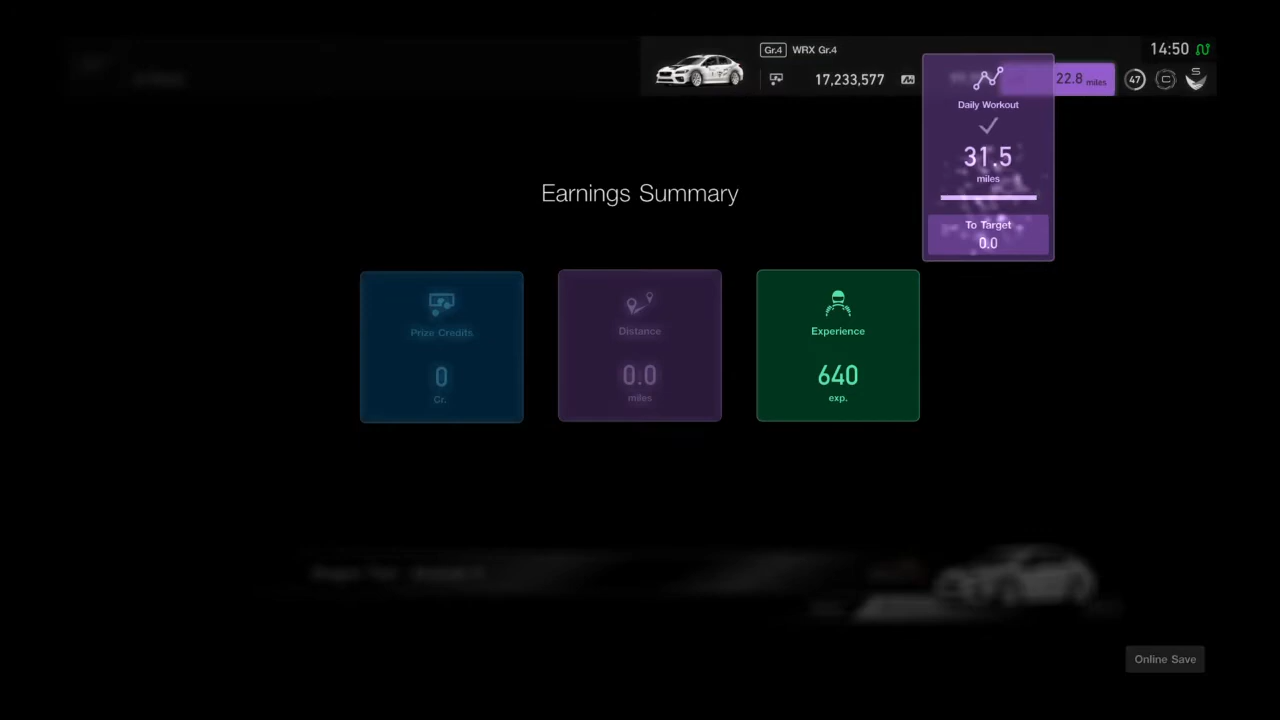 Gr.4 WRX Gr.4
14:50
17,233,577
22.8 miles
47
C
S
Daily Workout
31.5
miles
To Target
0.0
Earnings Summary
Prize Credits
0
Cr.
Distance
0.0
miles
Experience
640
exp.
Online Save